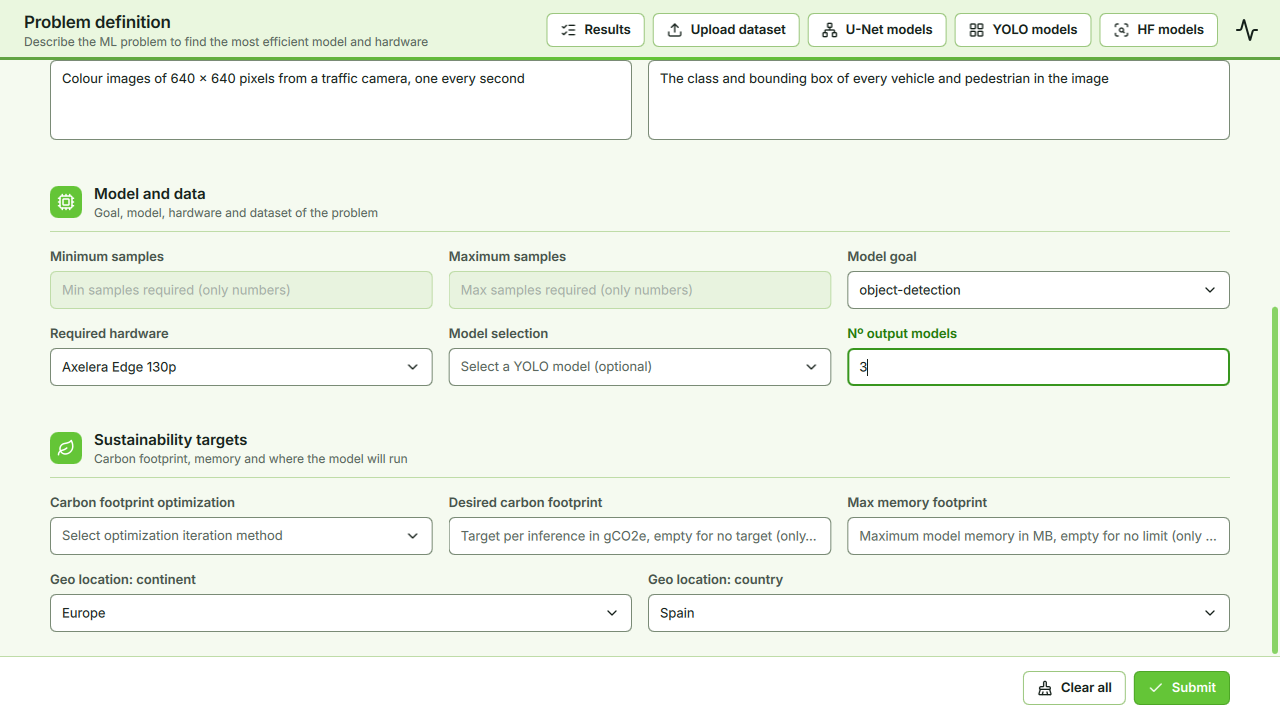 Problem definition
Describe the ML problem to find the most efficient model and hardware
Results
Upload dataset
U-Net models
YOLO models
HF models
Colour images of 640 × 640 pixels from a traffic camera, one every second
The class and bounding box of every vehicle and pedestrian in the image
Model and data
Goal, model, hardware and dataset of the problem
Minimum samples
Maximum samples
Model goal
Min samples required (only numbers)
Max samples required (only numbers)
object-detection
Required hardware
Model selection
Nº output models
Axelera Edge 130p
Select a YOLO model (optional)
3
Sustainability targets
Carbon footprint, memory and where the model will run
Carbon footprint optimization
Desired carbon footprint
Max memory footprint
Select optimization iteration method
Target per inference in gCO2e, empty for no target (only...
Maximum model memory in MB, empty for no limit (only ...
Geo location: continent
Geo location: country
Europe
Spain
Clear all
Submit